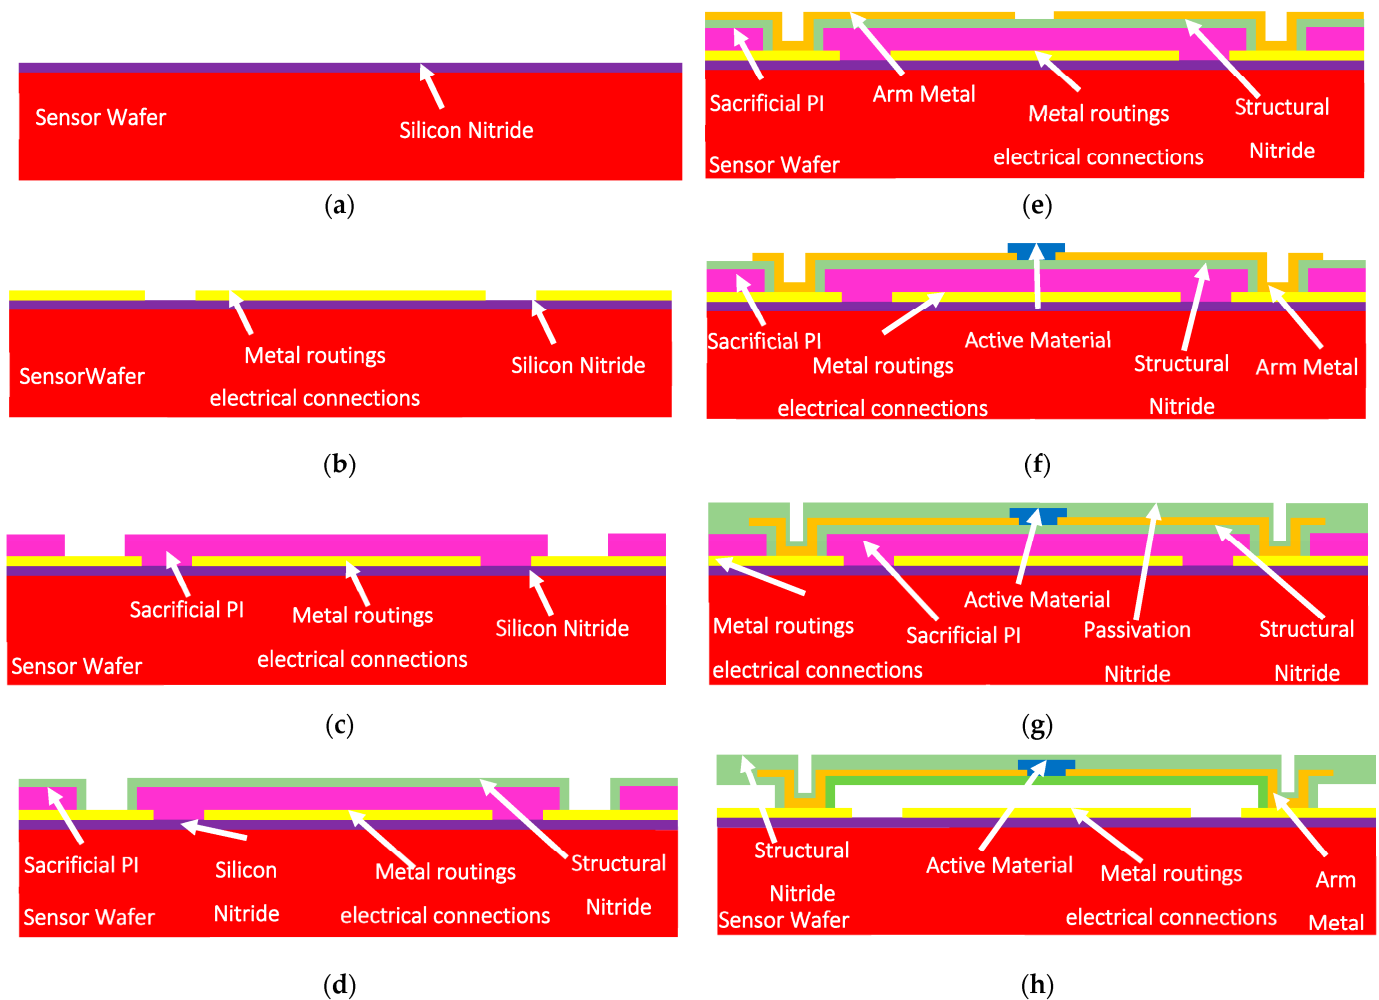 Sensor Wafer
Silicon Nitride
(a)
Metal routings
electrical connections
Silicon Nitride
SensorWafer
(b)
Sacrificial PI
Metal routings
electrical connections
Silicon Nitride
Sensor Wafer
(c)
Sacrificial PI
Silicon
Nitride
Metal routings
electrical connections
Structural
Nitride
Sensor Wafer
(d)
Sacrificial PI
Arm Metal
Metal routings
electrical connections
Structural
Nitride
Sensor Wafer
(e)
Sacrificial PI
Metal routings
electrical connections
Active Material
Structural
Nitride
Arm Metal
(f)
Metal routings
electrical connections
Sacrificial PI
Active Material
Passivation
Nitride
Structural
Nitride
(g)
Structural
Nitride
Sensor Wafer
Active Material
Metal routings
electrical connections
Arm
Metal
(h)